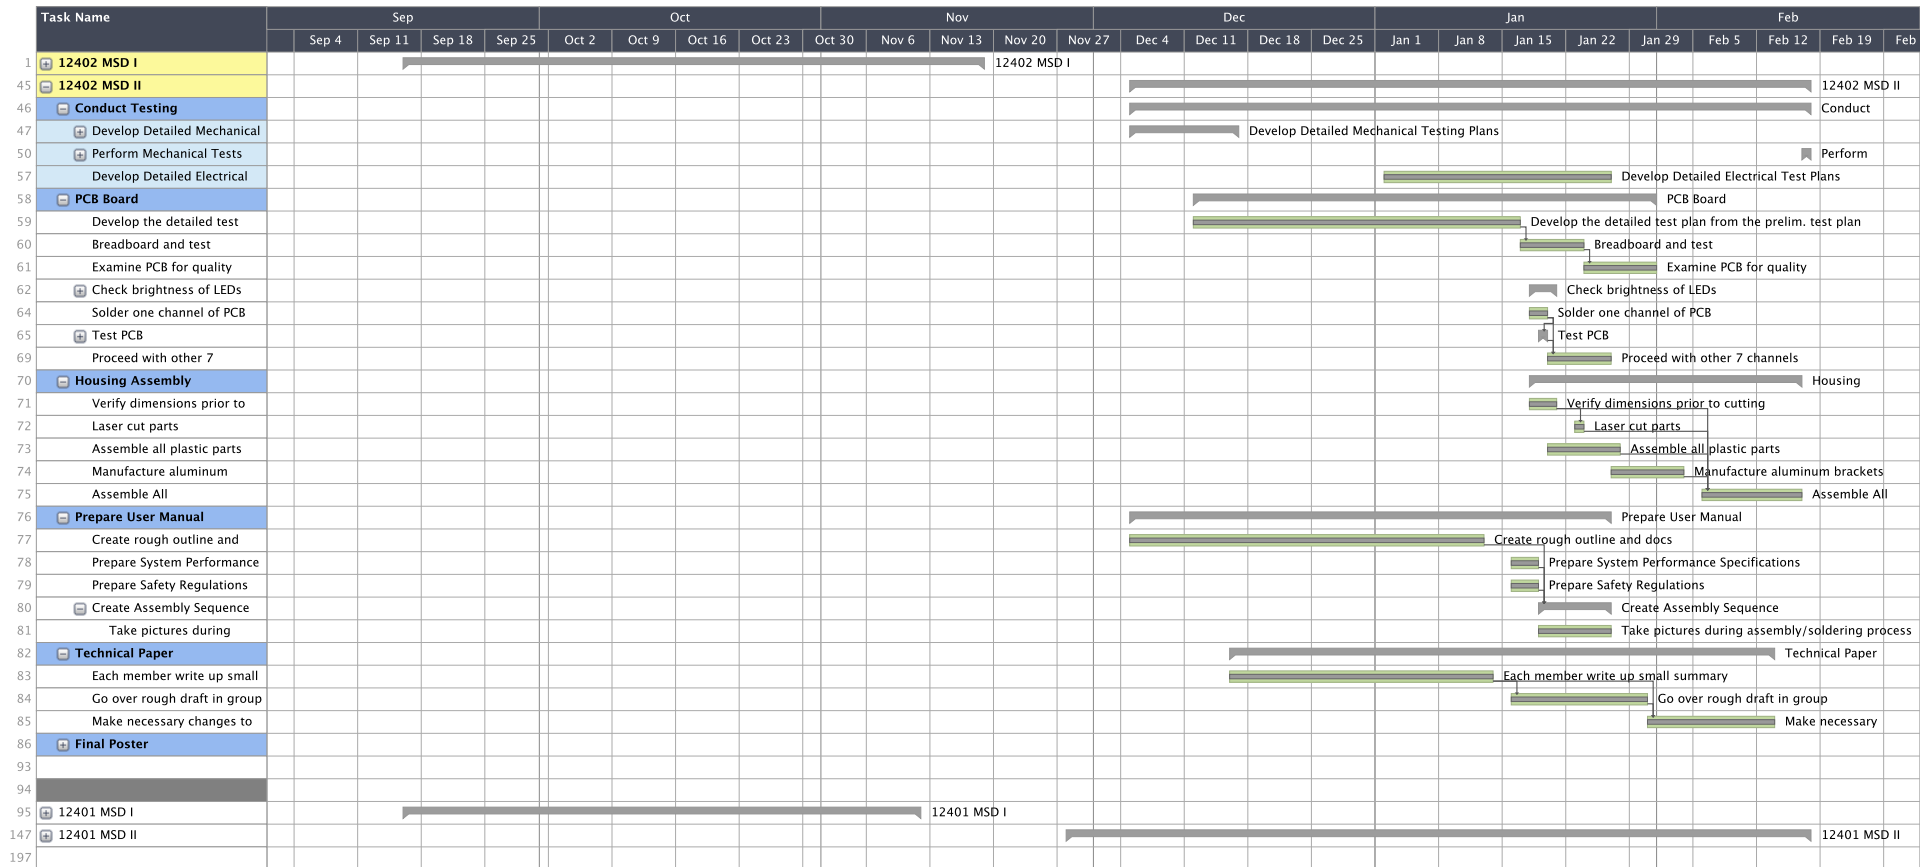 Task Name Sep Oct Nov Dec Jan Feb
Sep 4 Sep 11 Sep 18 Sep 25 Oct 2 Oct 9 Oct 16 Oct 23 Oct 30 Nov 6 Nov 13 Nov 20 Nov 27 Dec 4 Dec 11 Dec 18 Dec 25 Jan 1 Jan 8 Jan 15 Jan 22 Jan 29 Feb 5 Feb 12 Feb 19 Feb
1 12402 MSD I 12402 MSD I
45 12402 MSD II 12402 MSD II
46 Conduct Testing Conduct
47 Develop Detailed Mechanical Develop Detailed Mechanical Testing Plans
50 Perform Mechanical Tests Perform
57 Develop Detailed Electrical Develop Detailed Electrical Test Plans
58 PCB Board PCB Board
59 Develop the detailed test Develop the detailed test plan from the prelim. test plan
60 Breadboard and test Breadboard and test
61 Examine PCB for quality Examine PCB for quality
62 Check brightness of LEDs Check brightness of LEDs
64 Solder one channel of PCB Solder one channel of PCB
65 Test PCB Test PCB
69 Proceed with other 7 Proceed with other 7 channels
70 Housing Assembly Housing
71 Verify dimensions prior to Verify dimensions prior to cutting
72 Laser cut parts Laser cut parts
73 Assemble all plastic parts Assemble all plastic parts
74 Manufacture aluminum Manufacture aluminum brackets
75 Assemble All Assemble All
76 Prepare User Manual Prepare User Manual
77 Create rough outline and Create rough outline and docs
78 Prepare System Performance Prepare System Performance Specifications
79 Prepare Safety Regulations Prepare Safety Regulations
80 Create Assembly Sequence Create Assembly Sequence
81 Take pictures during Take pictures during assembly/soldering process
82 Technical Paper Technical Paper
83 Each member write up small Each member write up small summary
84 Go over rough draft in group Go over rough draft in group
85 Make necessary changes to Make necessary
86 Final Poster
93
94
95 12401 MSD I 12401 MSD I
147 12401 MSD II 12401 MSD II
197